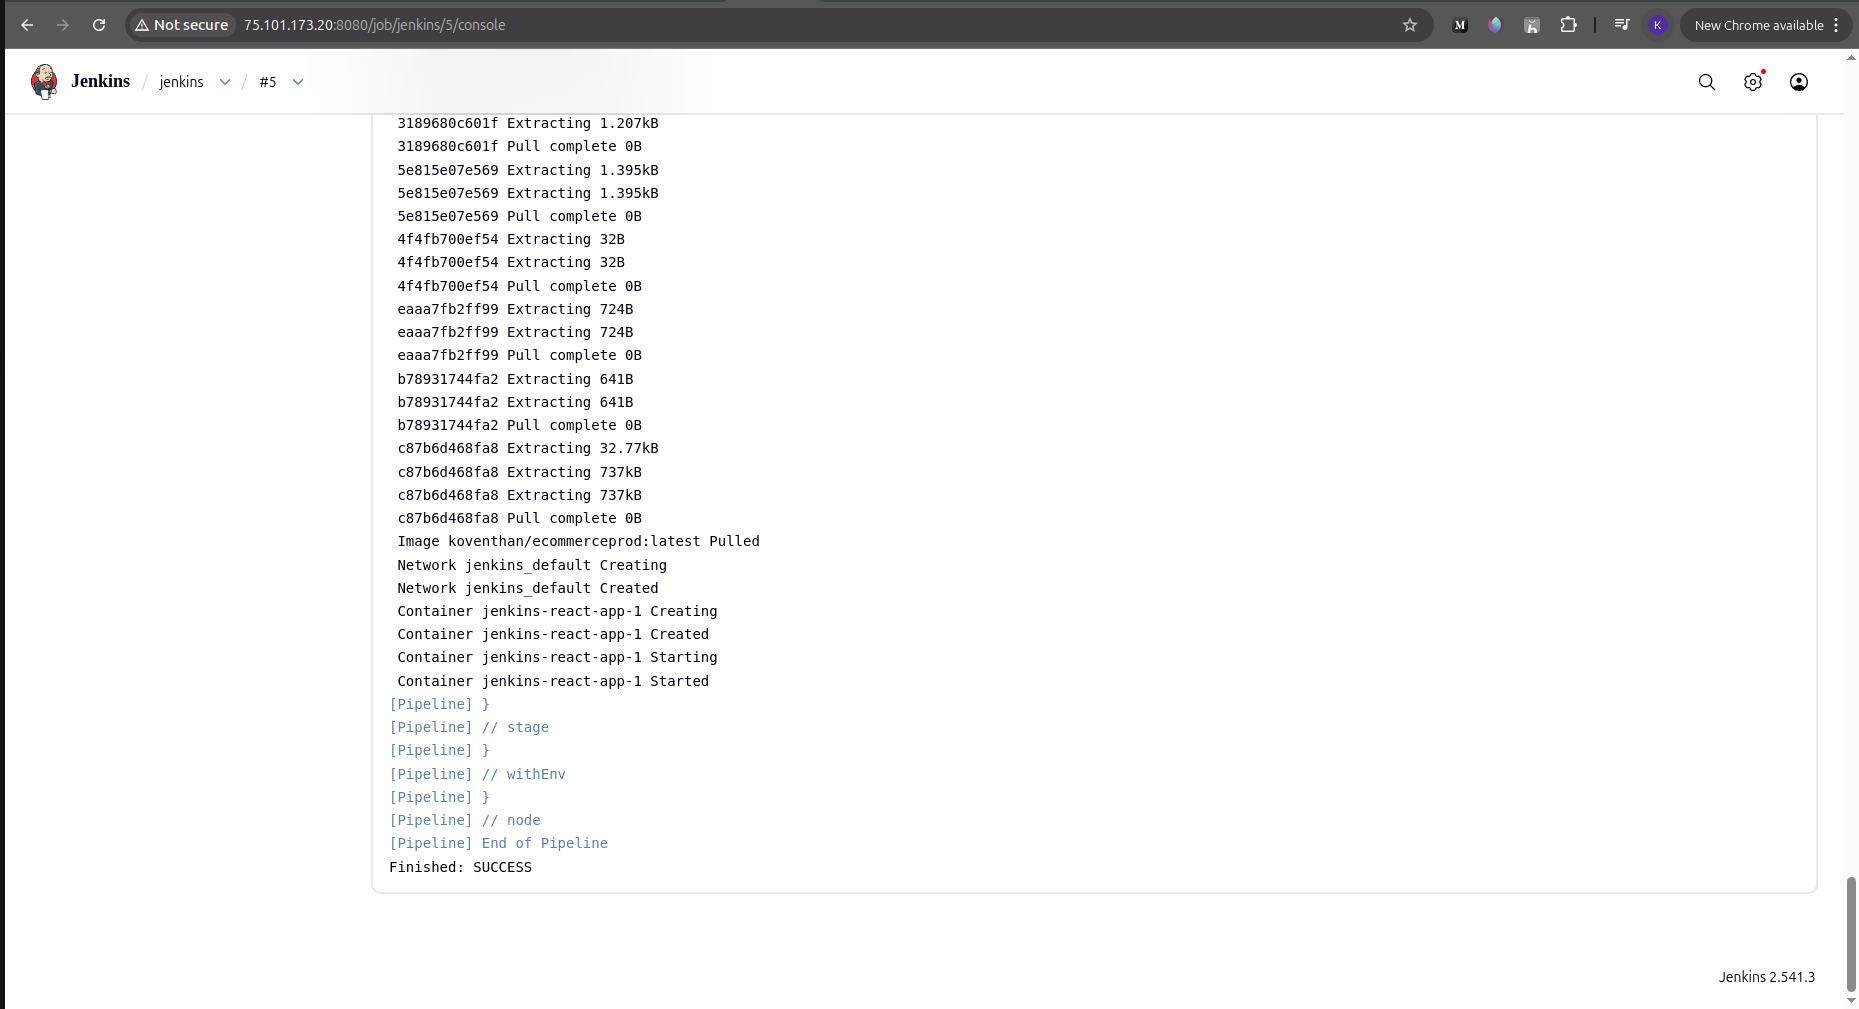 Not secure 75.101.173.20:8080/job/jenkins/5/console
M
K
New Chrome available
Jenkins / jenkins / #5
3189680c601f Extracting 1.207kB
3189680c601f Pull complete 0B
5e815e07e569 Extracting 1.395kB
5e815e07e569 Extracting 1.395kB
5e815e07e569 Pull complete 0B
4f4fb700ef54 Extracting 32B
4f4fb700ef54 Extracting 32B
4f4fb700ef54 Pull complete 0B
eaaa7fb2ff99 Extracting 724B
eaaa7fb2ff99 Extracting 724B
eaaa7fb2ff99 Pull complete 0B
b78931744fa2 Extracting 641B
b78931744fa2 Extracting 641B
b78931744fa2 Pull complete 0B
c87b6d468fa8 Extracting 32.77kB
c87b6d468fa8 Extracting 737kB
c87b6d468fa8 Extracting 737kB
c87b6d468fa8 Pull complete 0B
Image koventhan/ecommerceprod:latest Pulled
Network jenkins_default Creating
Network jenkins_default Created
Container jenkins-react-app-1 Creating
Container jenkins-react-app-1 Created
Container jenkins-react-app-1 Starting
Container jenkins-react-app-1 Started
[Pipeline] }
[Pipeline] // stage
[Pipeline] }
[Pipeline] // withEnv
[Pipeline] }
[Pipeline] // node
[Pipeline] End of Pipeline
Finished: SUCCESS
Jenkins 2.541.3